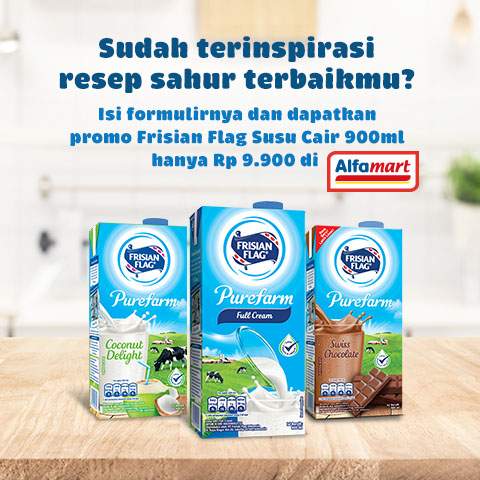 Sudah terinspirasi
resep sahur terbaikmu?
Isi formulirnya dan dapatkan
promo Frisian Flag Susu Cair 900ml
hanya Rp 9.900 di
Alfamart
FRISIAN
FLAG
Purefarm
Coconut
Delight
FRISIAN
FLAG
Purefarm
Full Cream
FRISIAN
FLAG
Purefarm
Swiss
Chocolate